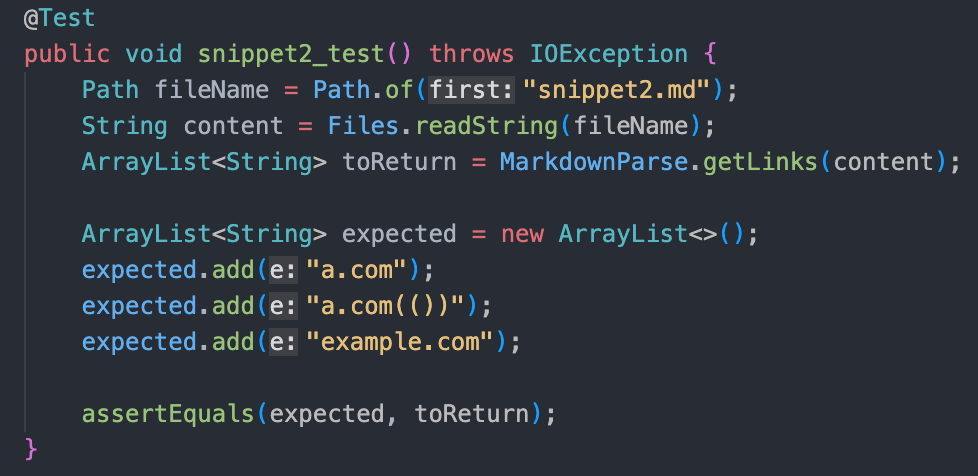 @Test
public void snippet2_test() throws IOException {
    Path fileName = Path.of(first: "snippet2.md");
    String content = Files.readString(fileName);
    ArrayList<String> toReturn = MarkdownParse.getLinks(content);

    ArrayList<String> expected = new ArrayList<>();
    expected.add(e: "a.com");
    expected.add(e: "a.com(())");
    expected.add(e: "example.com");

    assertEquals(expected, toReturn);
}